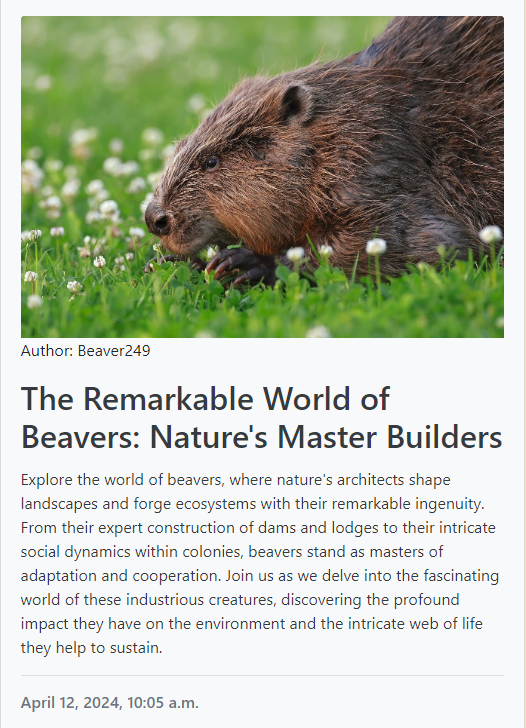 Author: Beaver249
The Remarkable World of
Beavers: Nature's Master Builders
Explore the world of beavers, where nature's architects shape
landscapes and forge ecosystems with their remarkable ingenuity.
From their expert construction of dams and lodges to their intricate
social dynamics within colonies, beavers stand as masters of
adaptation and cooperation. Join us as we delve into the fascinating
world of these industrious creatures, discovering the profound
impact they have on the environment and the intricate web of life
they help to sustain.
April 12, 2024, 10:05 a.m.